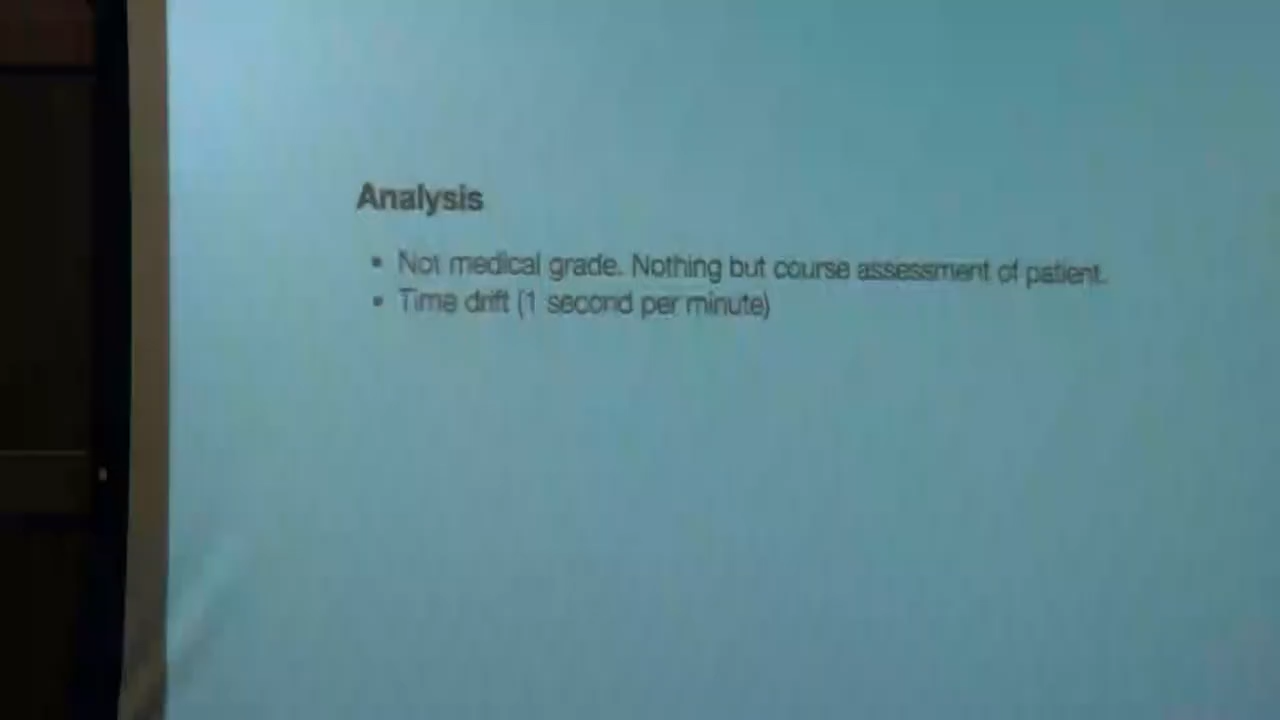 Analysis
• Not medical grade. Nothing but course assessment of patient.
• Time drift (1 second per minute)